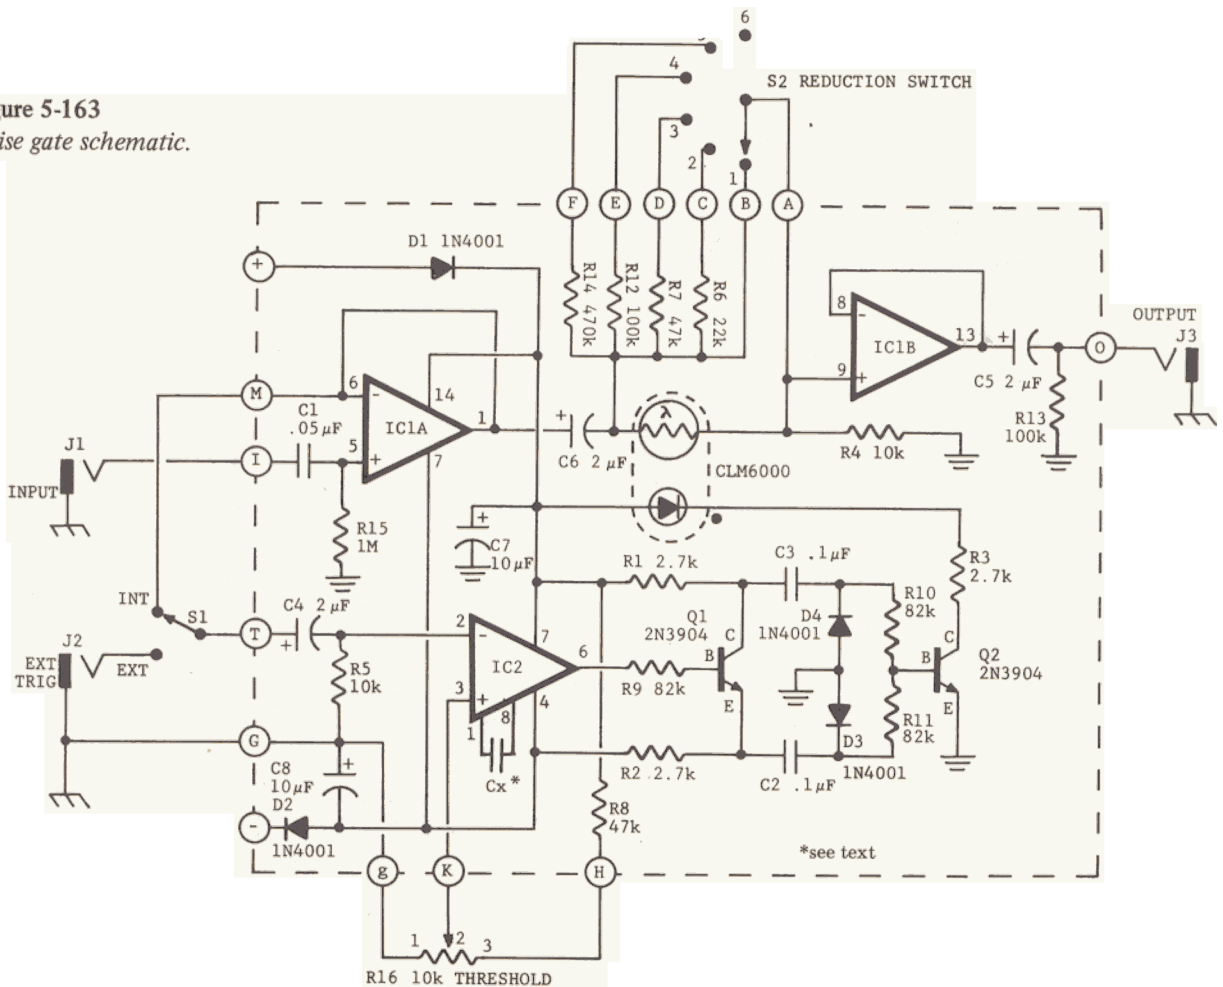 6
4
S2 REDUCTION SWITCH
3
2
1
ure 5-163
ise gate schematic.
F E D C B A
D1 1N4001
+
R14 470k
R12 100k
R7 47k
R6 22k
8
-
13
+
OUTPUT
J3
IC1B
O
9
+
C5 2 µF
R13
100k
M
6
-
14
C1
.05µF
IC1A
1
+
λ
J1
I
5
+
7
C6 2 µF
CLM6000
R4 10k
INPUT
R15
1M
+
C7
10µF
R1 2.7k
C3 .1µF
R3
2.7k
INT
S1
C4 2 µF
T
+
2
-
7
Q1
2N3904
C
D4
1N4001
R10
82k
C
J2
EXT
TRIG
EXT
R5
10k
IC2
6
B
R9 82k
B
Q2
2N3904
3
+
8
4
E
E
1
R11
82k
G
C8
10µF
+
Cx *
R2 2.7k
D3
1N4001
C2 .1µF
D2
-
1N4001
R8
47k
*see text
g K H
1 2 3
R16 10k THRESHOLD